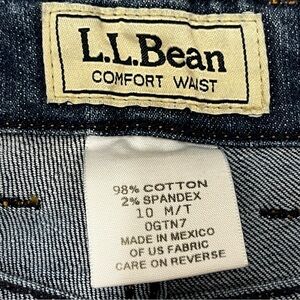 L.L.Bean
COMFORT WAIST
98% COTTON
2% SPANDEX
10 M/T
0GTN7
MADE IN MEXICO
OF US FABRIC
CARE ON REVERSE